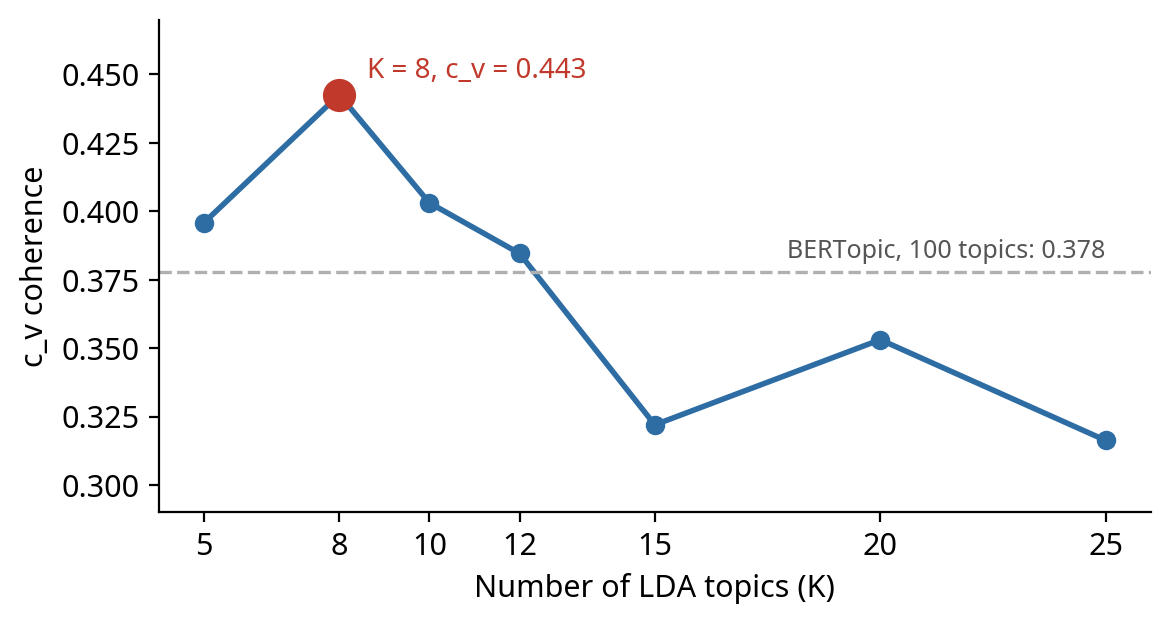 K = 8, c_v = 0.443
BERTopic, 100 topics: 0.378
c_v coherence
0.450
0.425
0.400
0.375
0.350
0.325
0.300
5 8 10 12 15 20 25
Number of LDA topics (K)